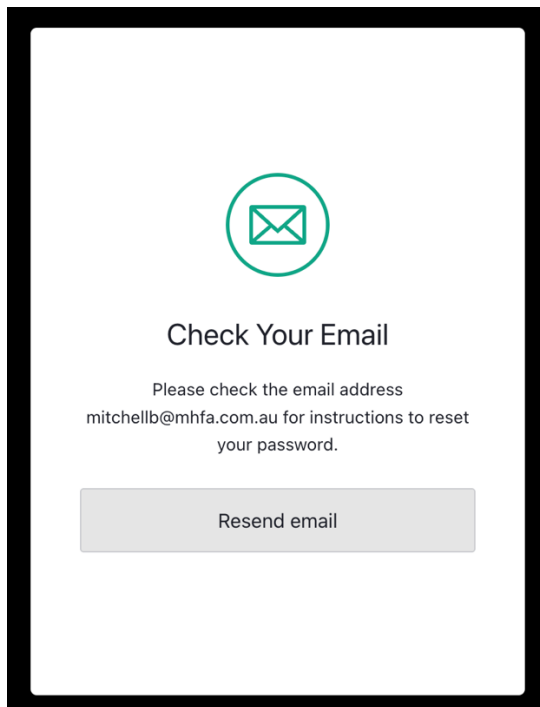 Check Your Email
Please check the email address
mitchellb@mhfa.com.au for instructions to reset
your password.
Resend email